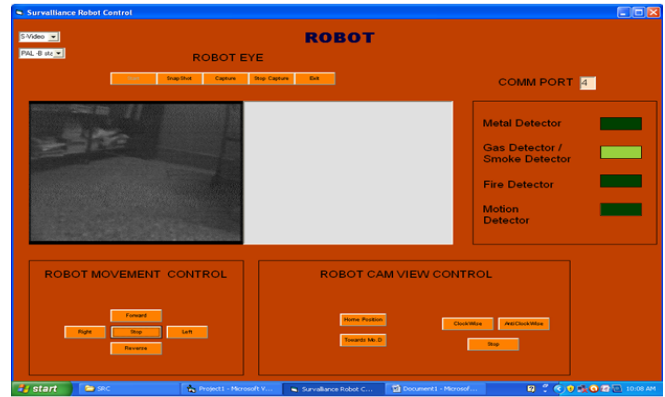 Survalliance Robot Control
S-Video
PAL -B sta
ROBOT
ROBOT EYE
SnapShot Capture Stop Capture Exit
COMM PORT 4
Metal Detector
Gas Detector /
Smoke Detector
Fire Detector
Motion
Detector
ROBOT MOVEMENT CONTROL
Forward
Right Stop Left
Reverse
ROBOT CAM VIEW CONTROL
Home Position
Towards Mr.D
ClockWise AntiClockWise
Stop
start SRC Project1 - Microsoft V... Survalliance Robot C... Document1 - Microsof... 10:08 AM